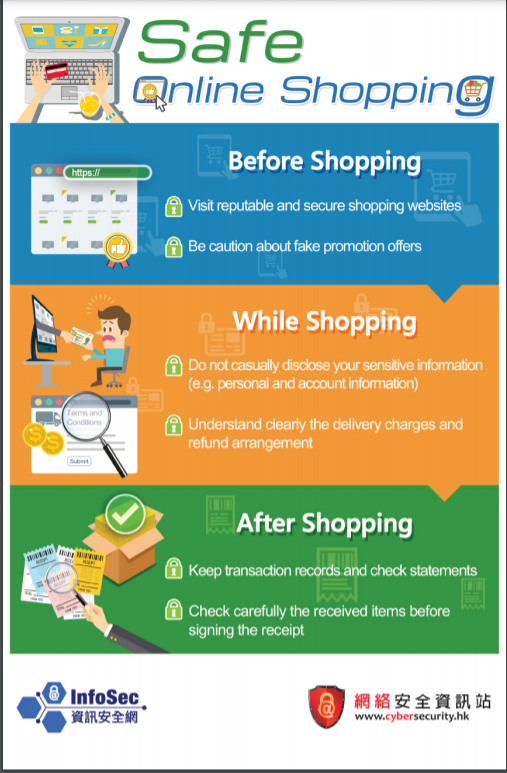 Safe
Online Shopping
Before Shopping
https://
Visit reputable and secure shopping websites
Be caution about fake promotion offers
While Shopping
Do not casually disclose your sensitive information
(e.g. personal and account information)
Terms and
Conditions
Submit
Understand clearly the delivery charges and
refund arrangement
After Shopping
Keep transaction records and check statements
RECEIPT
RECEIPT
RECEIPT
Check carefully the received items before
signing the receipt
InfoSec
資訊安全網
網絡安全資訊站
www.cybersecurity.hk